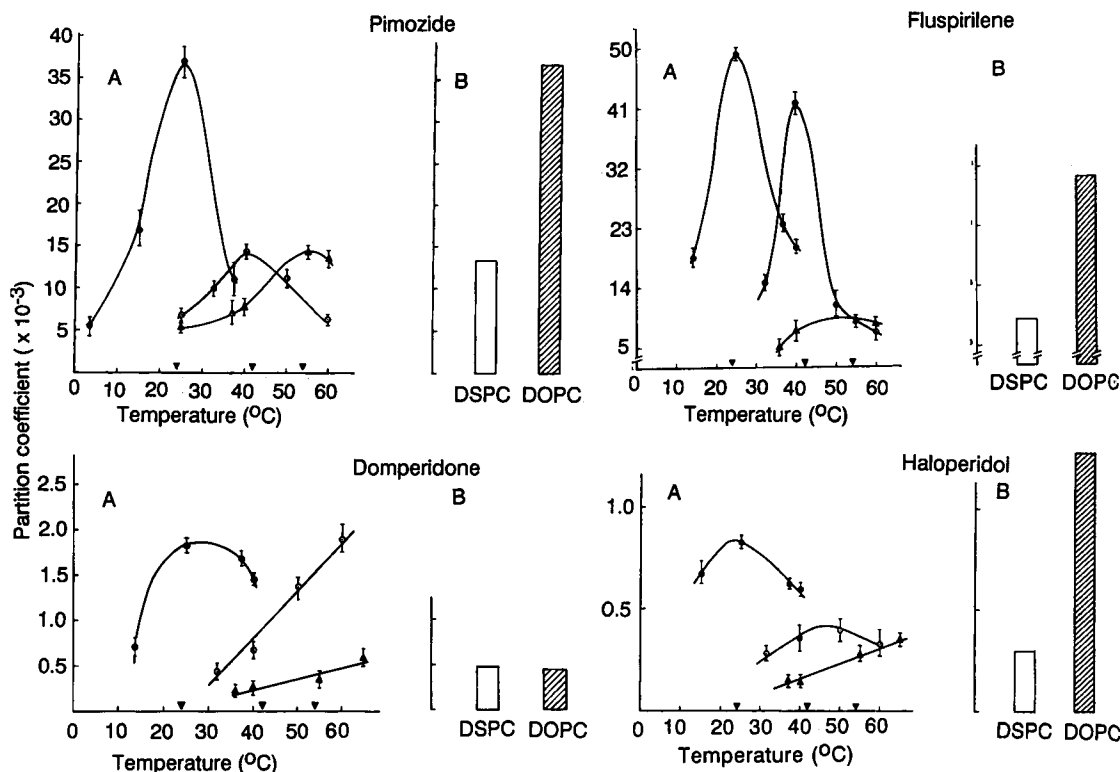 Pimozide
Fluspirilene
Partition coefficient ( x 10⁻³)
A
B
40
35
30
25
20
15
10
5
0 10 20 30 40 50 60
Temperature (ºC)
DSPC DOPC
A
B
50
41
32
23
14
5
0 10 20 30 40 50 60
Temperature (ºC)
DSPC DOPC
Domperidone
Haloperidol
A
B
2.5
2.0
1.5
1.0
0.5
0 10 20 30 40 50 60
Temperature (ºC)
DSPC DOPC
A
B
1.0
0.5
0 10 20 30 40 50 60
Temperature (ºC)
DSPC DOPC